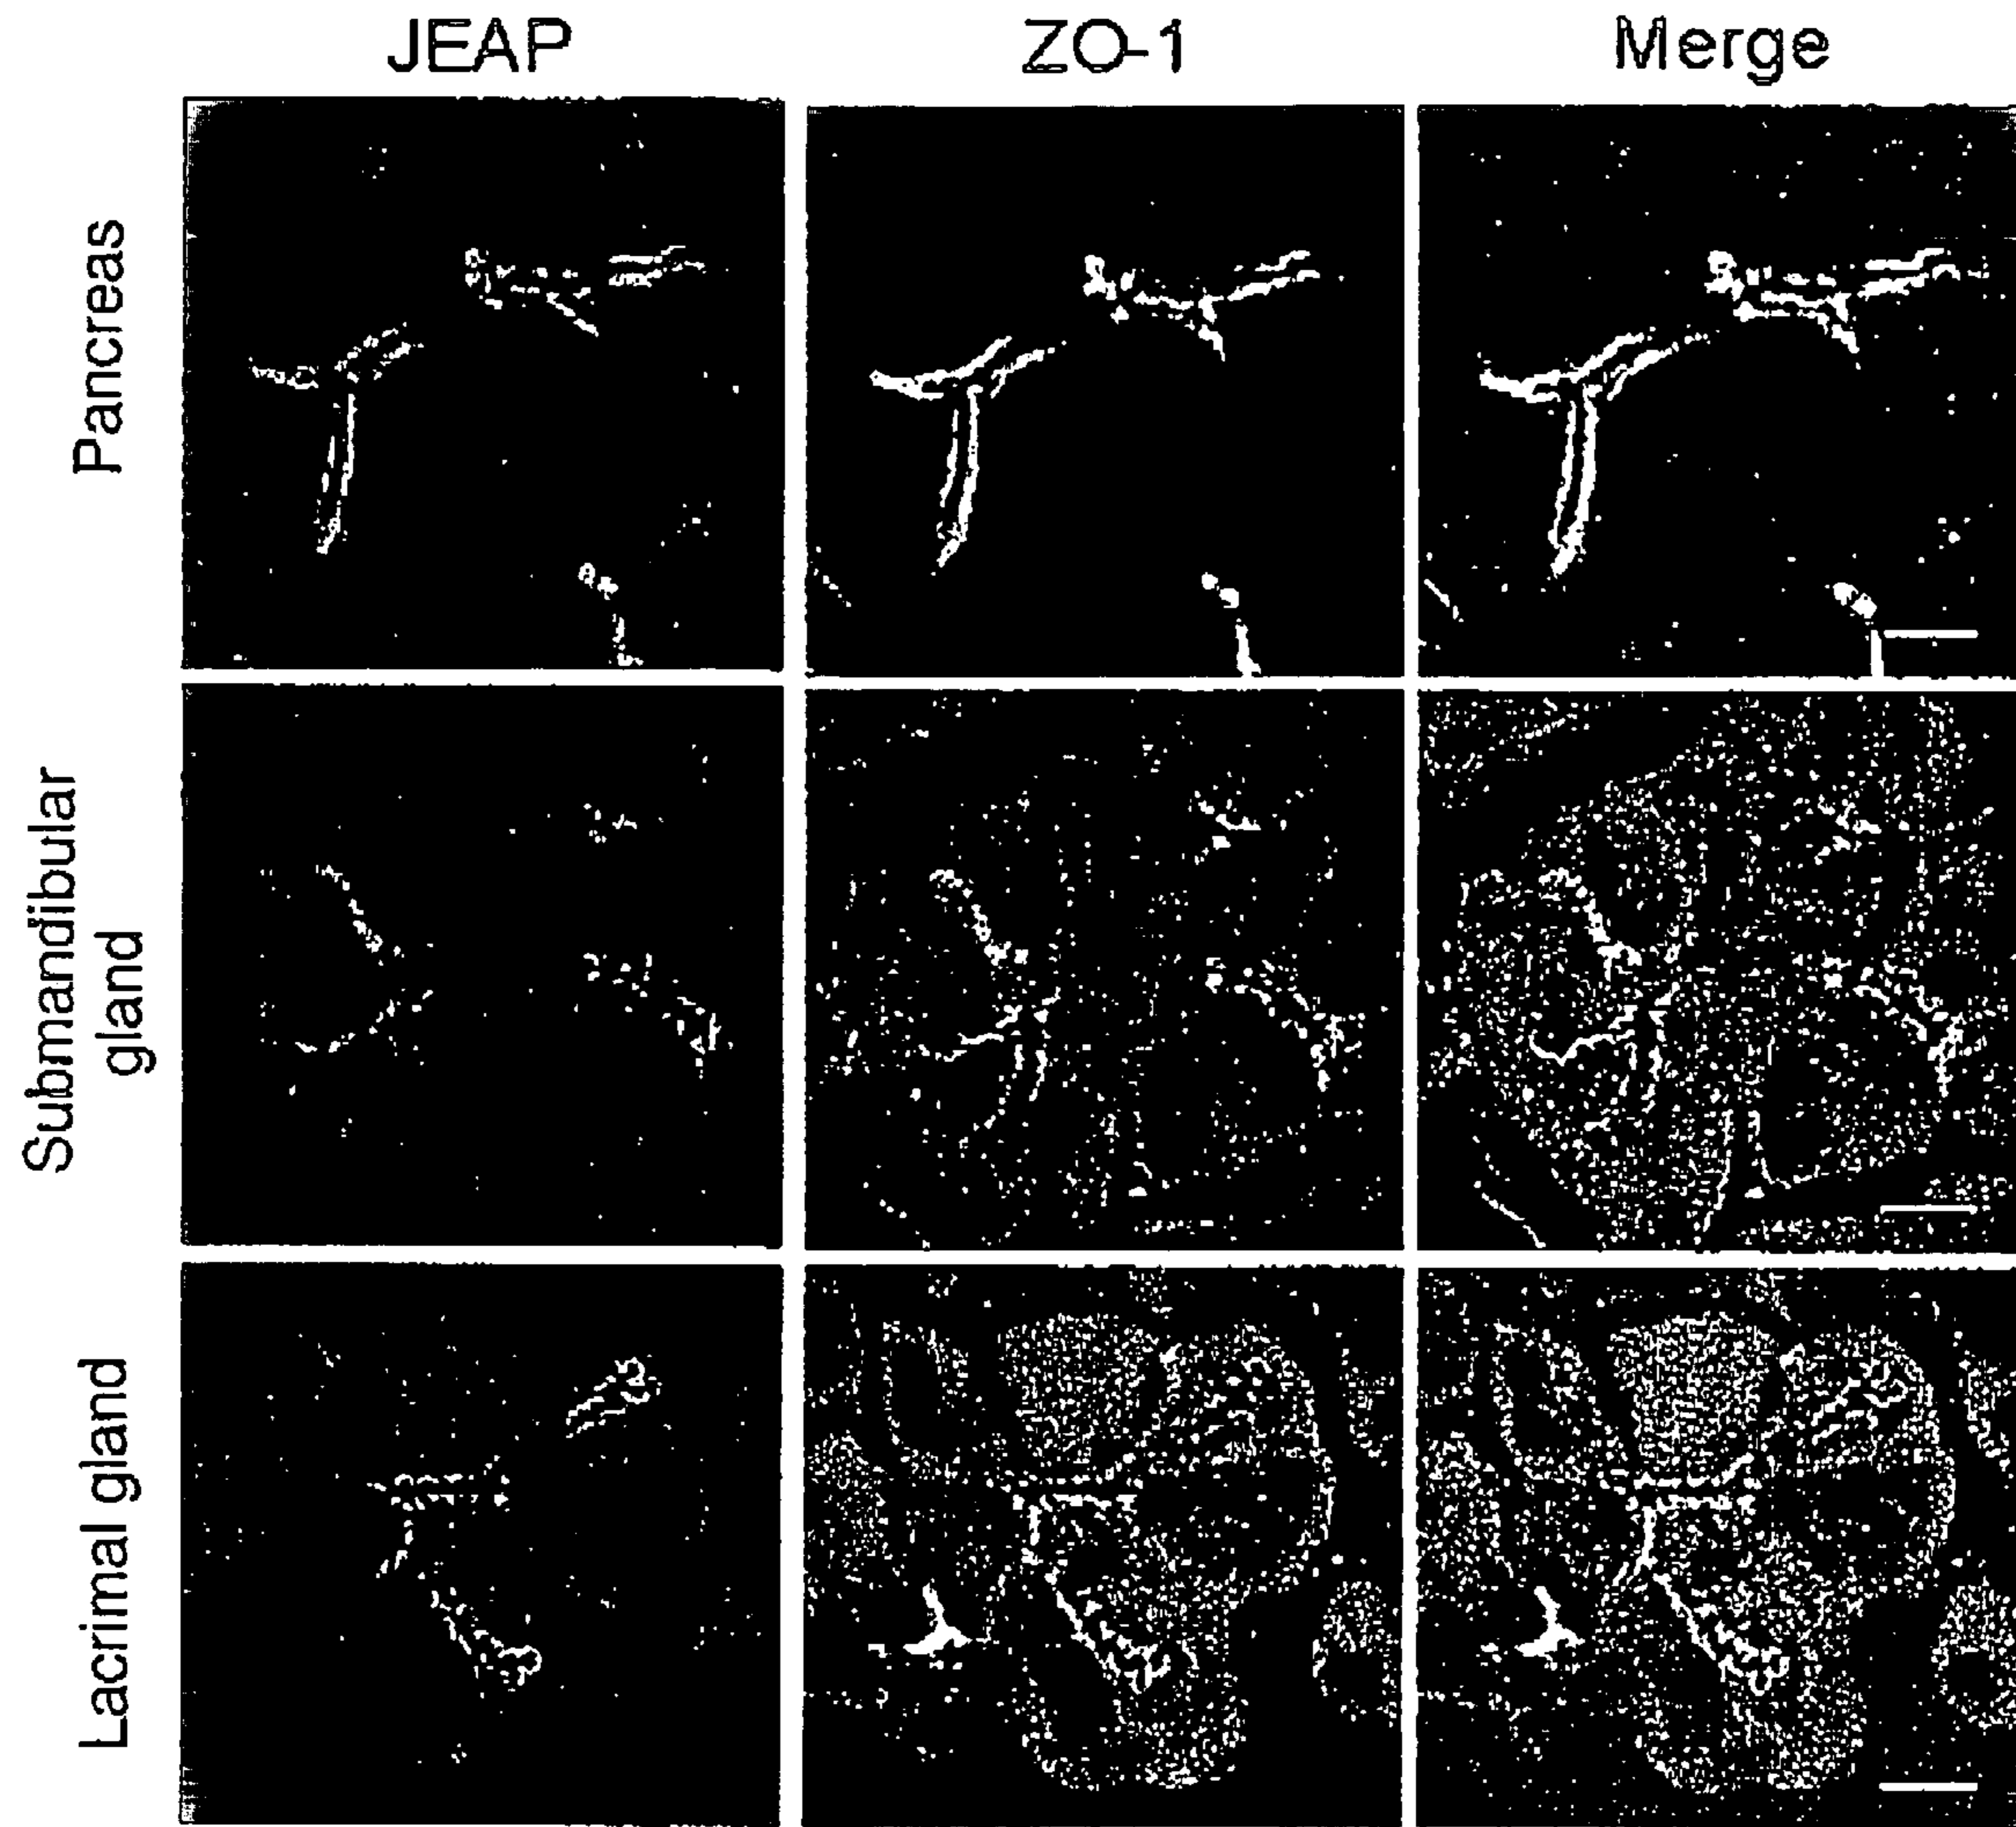 JEAP
ZO-1
Merge
Pancreas
Submandibular
gland
Lacrimal gland